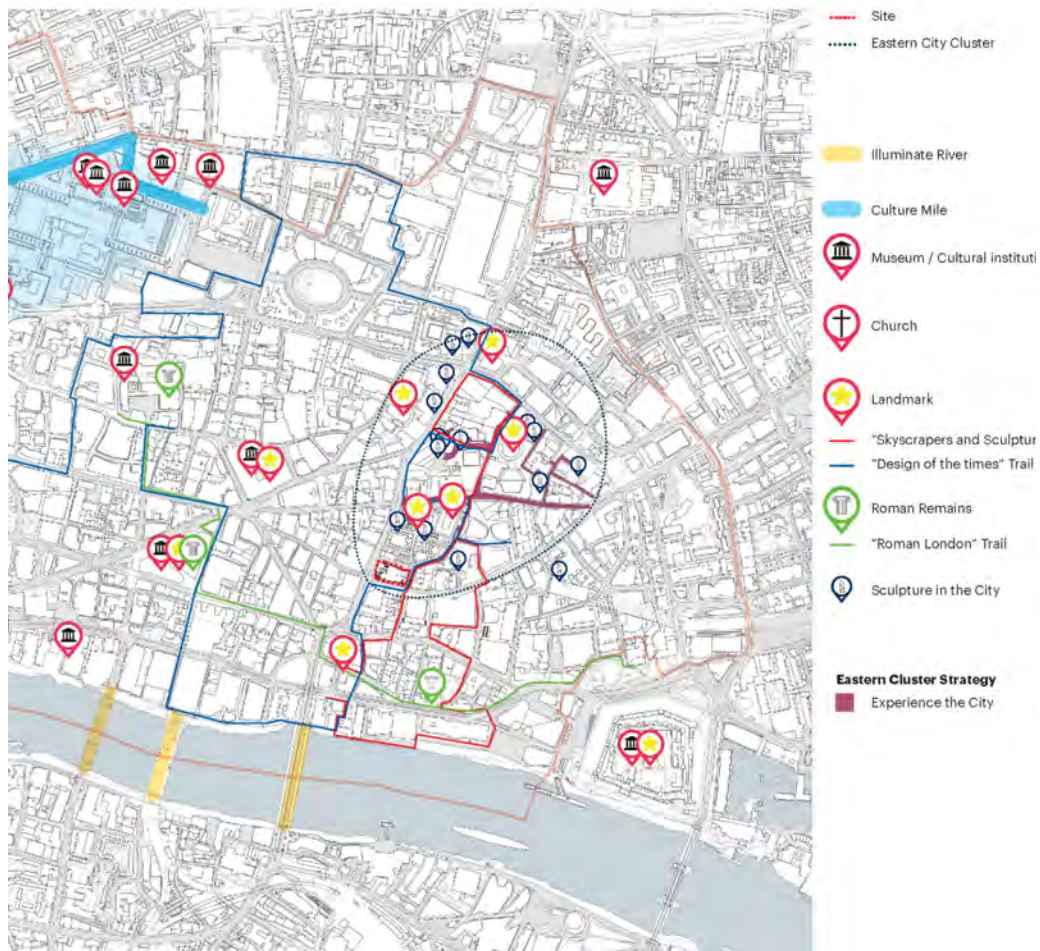 Site
Eastern City Cluster
Illuminate River
Culture Mile
Museum / Cultural instituti
Church
Landmark
"Skyscrapers and Sculptur
"Design of the times" Trail
Roman Remains
"Roman London" Trail
Sculpture in the City
Eastern Cluster Strategy
Experience the City